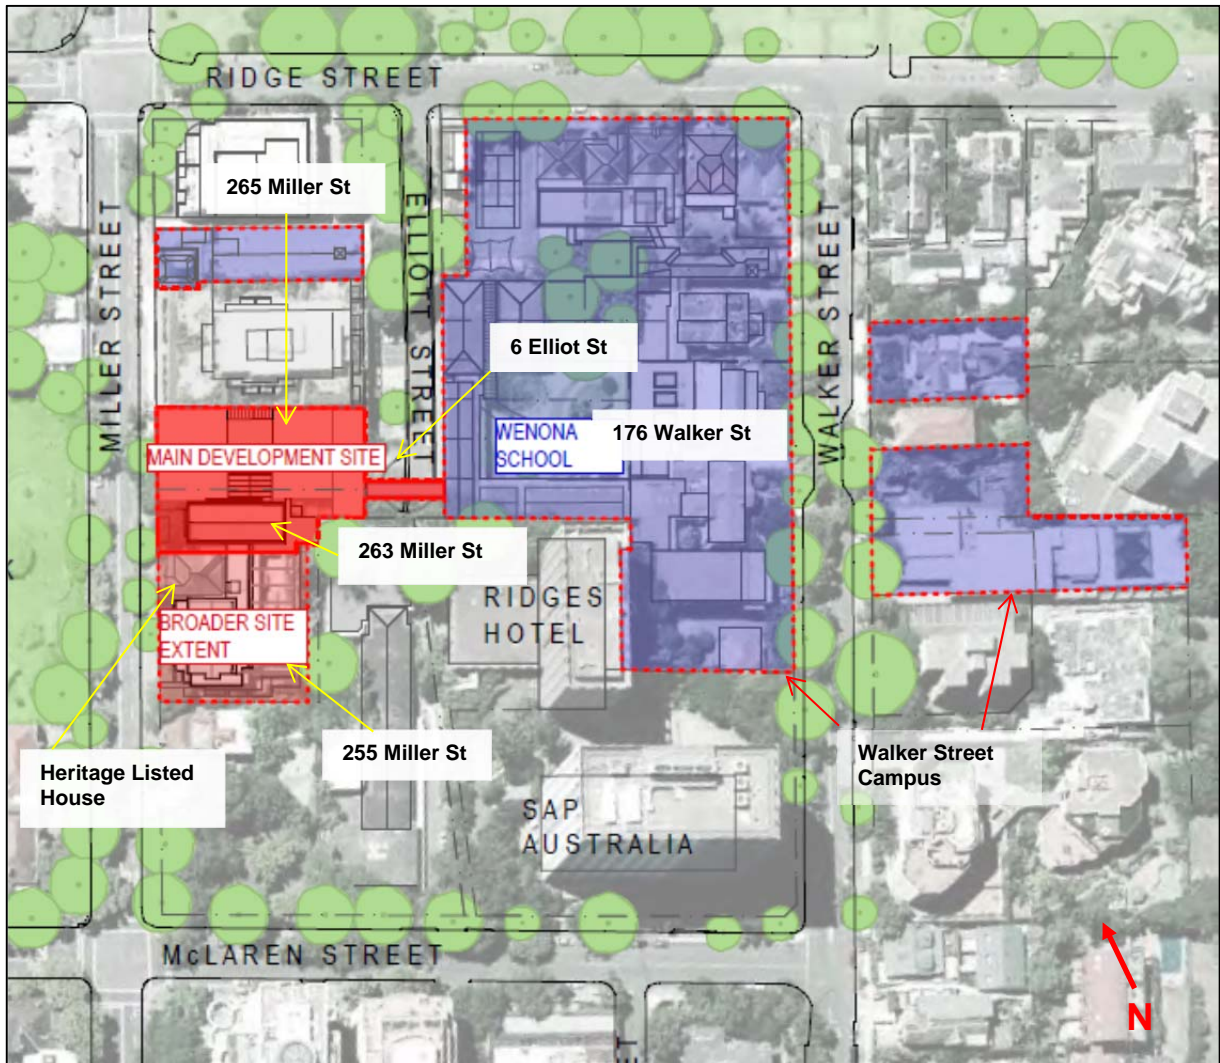 RIDGE STREET
265 Miller St
ELLIOTT STREET
MILLER STREET
WALKER STREET
6 Elliot St
WENONA
SCHOOL
176 Walker St
MAIN DEVELOPMENT SITE
263 Miller St
RIDGES
HOTEL
BROADER SITE
EXTENT
255 Miller St
Heritage Listed
House
Walker Street
Campus
SAP
AUSTRALIA
McLAREN STREET
N